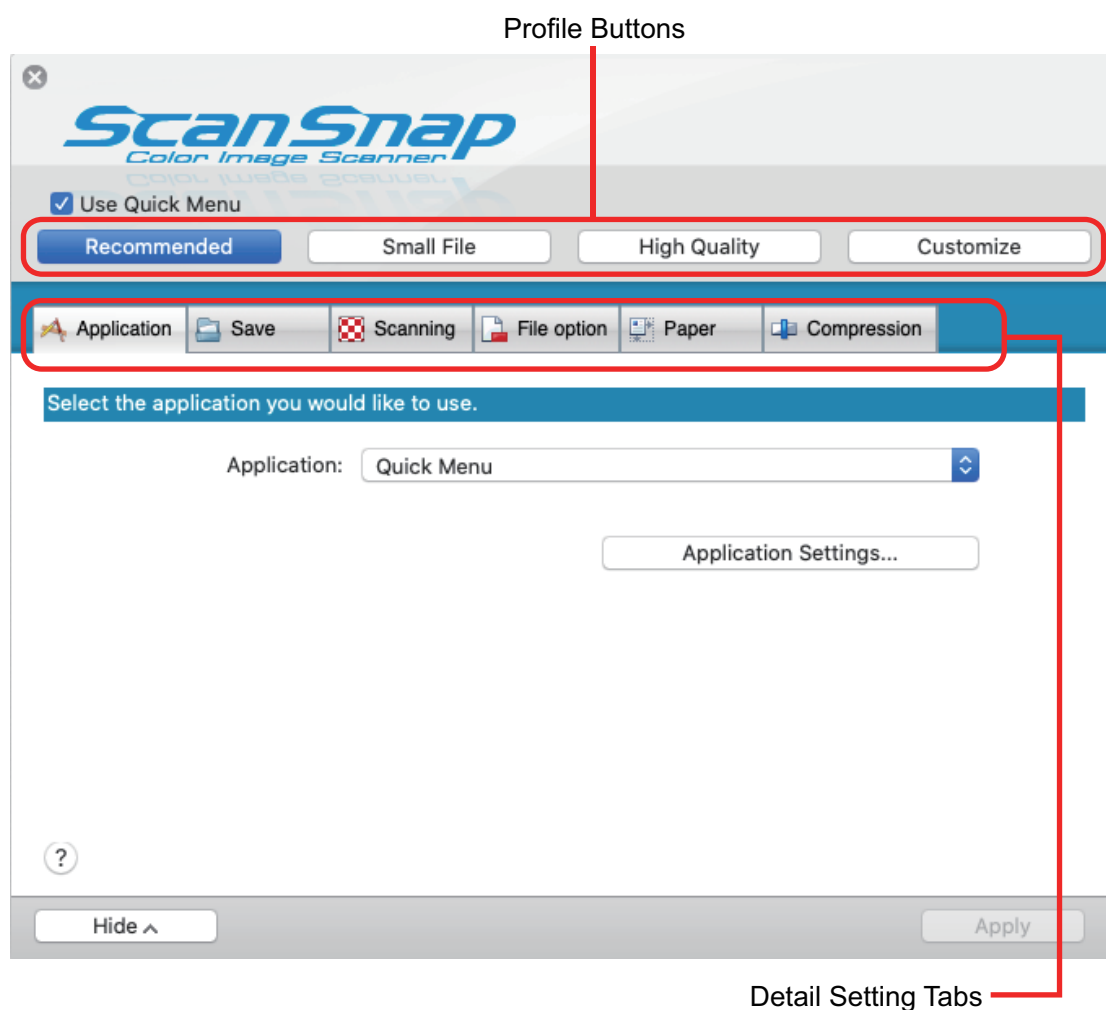 Profile Buttons
ScanSnap
Color Image Scanner
Use Quick Menu
Recommended Small File High Quality Customize
Application Save Scanning File option Paper Compression
Select the application you would like to use.
Application: Quick Menu
Application Settings...
?
Hide Apply
Detail Setting Tabs